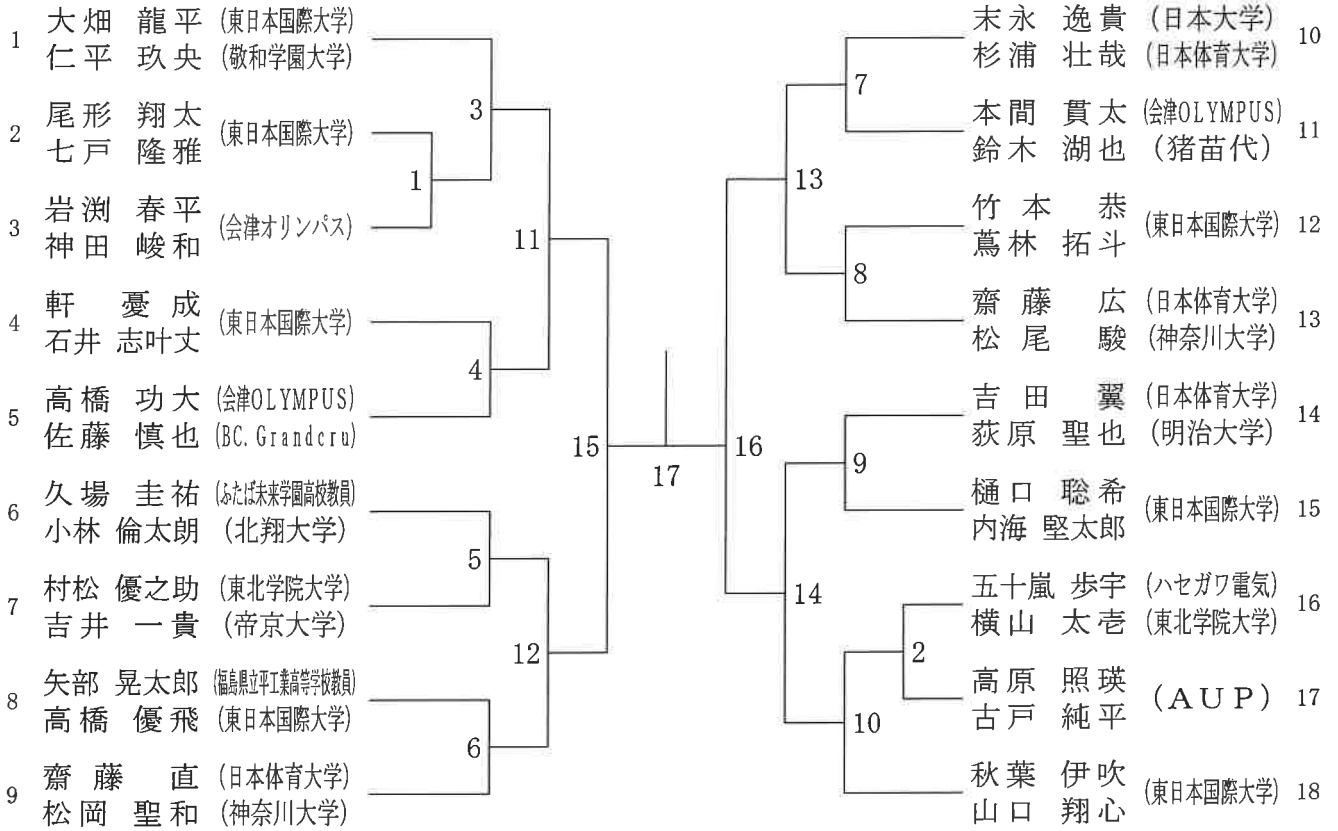 1 大畑 龍平 (東日本国際大学)
仁平 玖央 (敬和学園大学)
2 尾形 翔太 (東日本国際大学)
七戸 隆雅
3 岩渕 春平 (会津オリンパス)
神田 峻和
4 軒 憂成 (東日本国際大学)
石井 志叶丈
5 高橋 功大 (会津OLYMPUS)
佐藤 慎也 (BC. Grandcru)
6 久場 圭祐 (ふたば未来学園高校教員)
小林 倫太朗 (北翔大学)
7 村松 優之助 (東北学院大学)
吉井 一貴 (帝京大学)
8 矢部 晃太郎 (福島県立平工業高等学校教員)
高橋 優飛 (東日本国際大学)
9 齋藤 直 (日本体育大学)
松岡 聖和 (神奈川大学)
3
1
11
4
15
5
12
6
17
16
7
13
8
9
14
2
10
末永 逸貴 (日本大学) 10
杉浦 壮哉 (日本体育大学)
本間 貫太 (会津OLYMPUS) 11
鈴木 湖也 (猪苗代)
竹本 恭 (東日本国際大学) 12
蔦林 拓斗
齋藤 広 (日本体育大学) 13
松尾 駿 (神奈川大学)
吉田 翼 (日本体育大学) 14
荻原 聖也 (明治大学)
樋口 聡希 (東日本国際大学) 15
内海 堅太郎
五十嵐 歩宇 (ハセガワ電気) 16
横山 太壱 (東北学院大学)
高原 照瑛 (AUP) 17
古戸 純平
秋葉 伊吹 (東日本国際大学) 18
山口 翔心